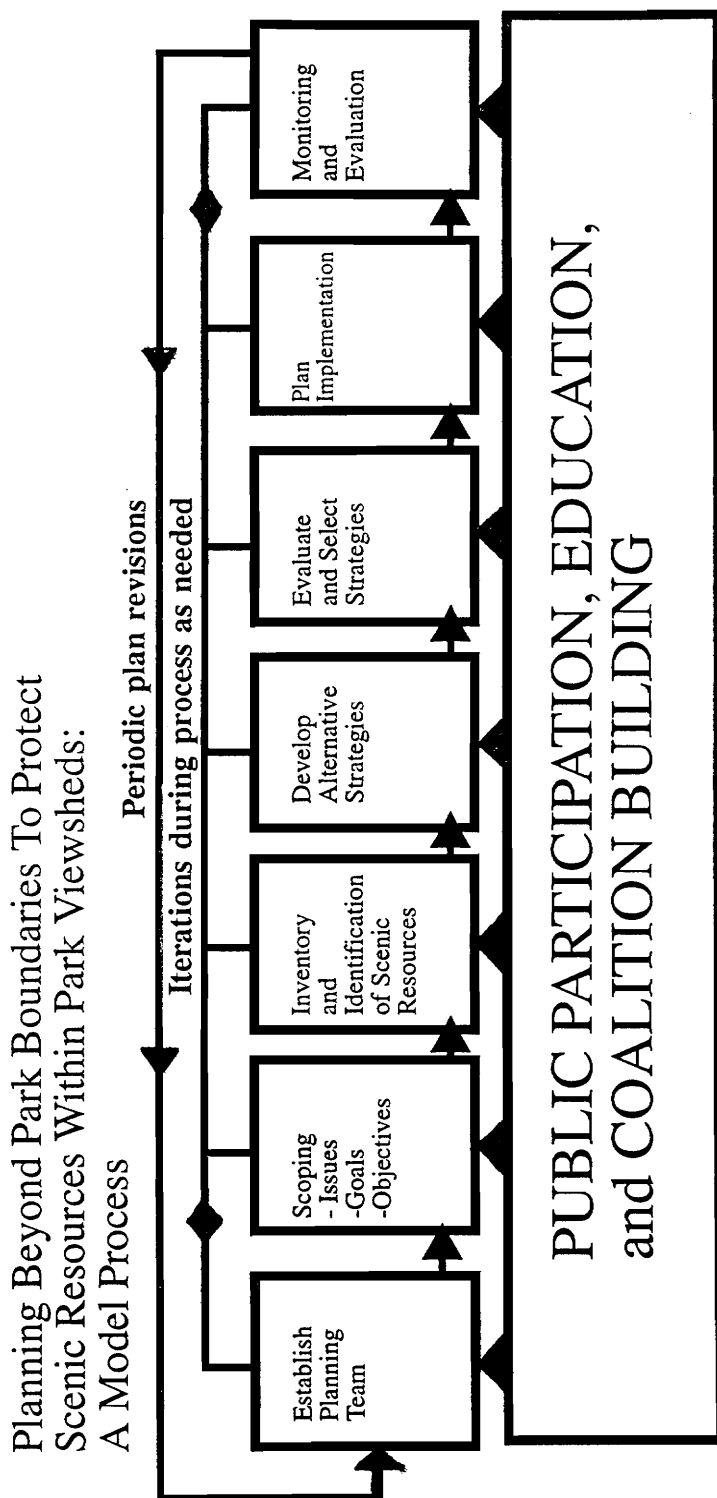 Planning Beyond Park Boundaries To Protect
Scenic Resources Within Park Viewsheds:
A Model Process
Periodic plan revisions
Iterations during process as needed
Establish
Planning
Team
Scoping
- Issues
-Goals
-Objectives
Inventory
and
Identification
of Scenic
Resources
Develop
Alternative
Strategies
Evaluate
and Select
Strategies
Plan
Implementation
Monitoring
and
Evaluation
PUBLIC PARTICIPATION, EDUCATION,
and COALITION BUILDING